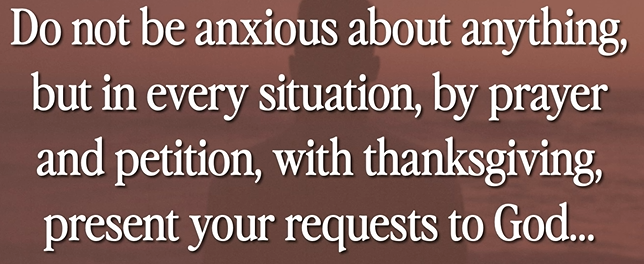 Do not be anxious about anything,
but in every situation, by prayer
and petition, with thanksgiving,
present your requests to God...